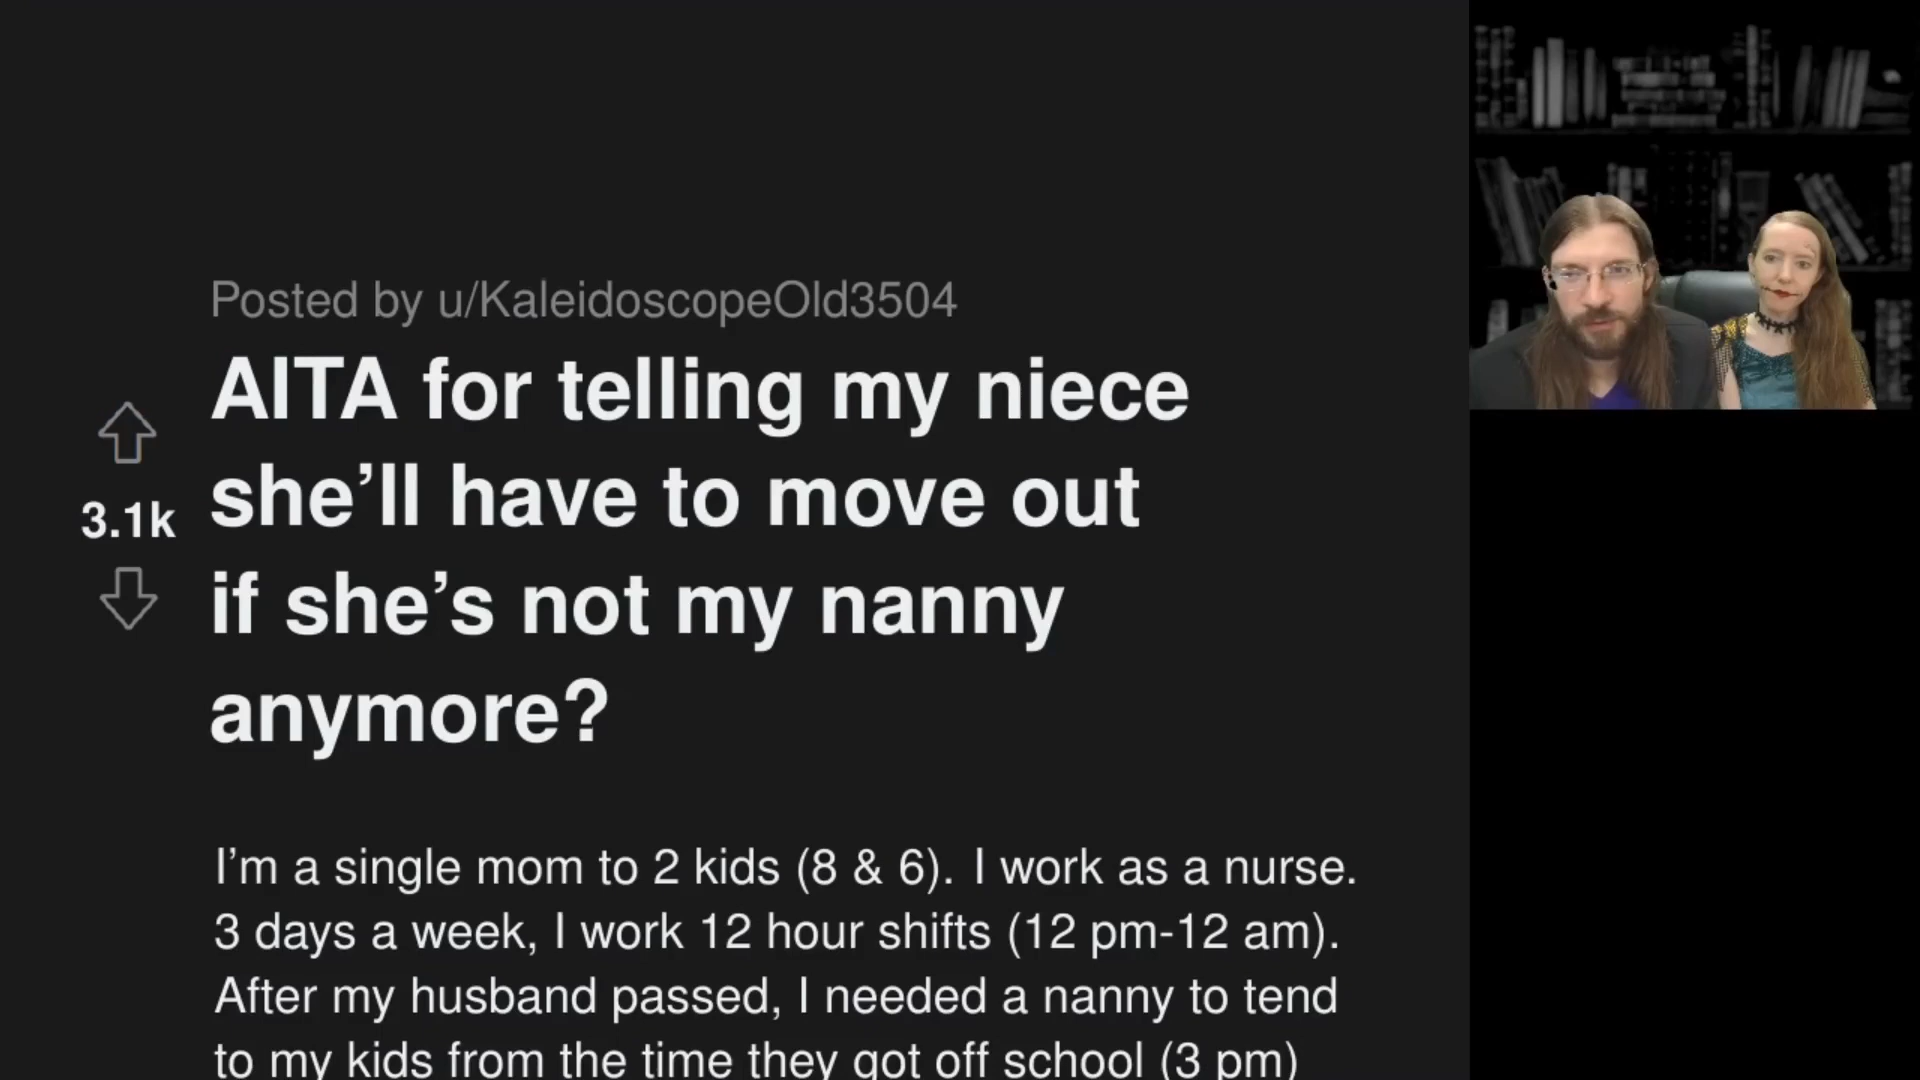 Posted by u/KaleidoscopeOld3504
AITA for telling my niece
she’ll have to move out
if she’s not my nanny
anymore?
3.1k
I’m a single mom to 2 kids (8 & 6). I work as a nurse.
3 days a week, I work 12 hour shifts (12 pm-12 am).
After my husband passed, I needed a nanny to tend
to my kids from the time they got off school (3 pm)